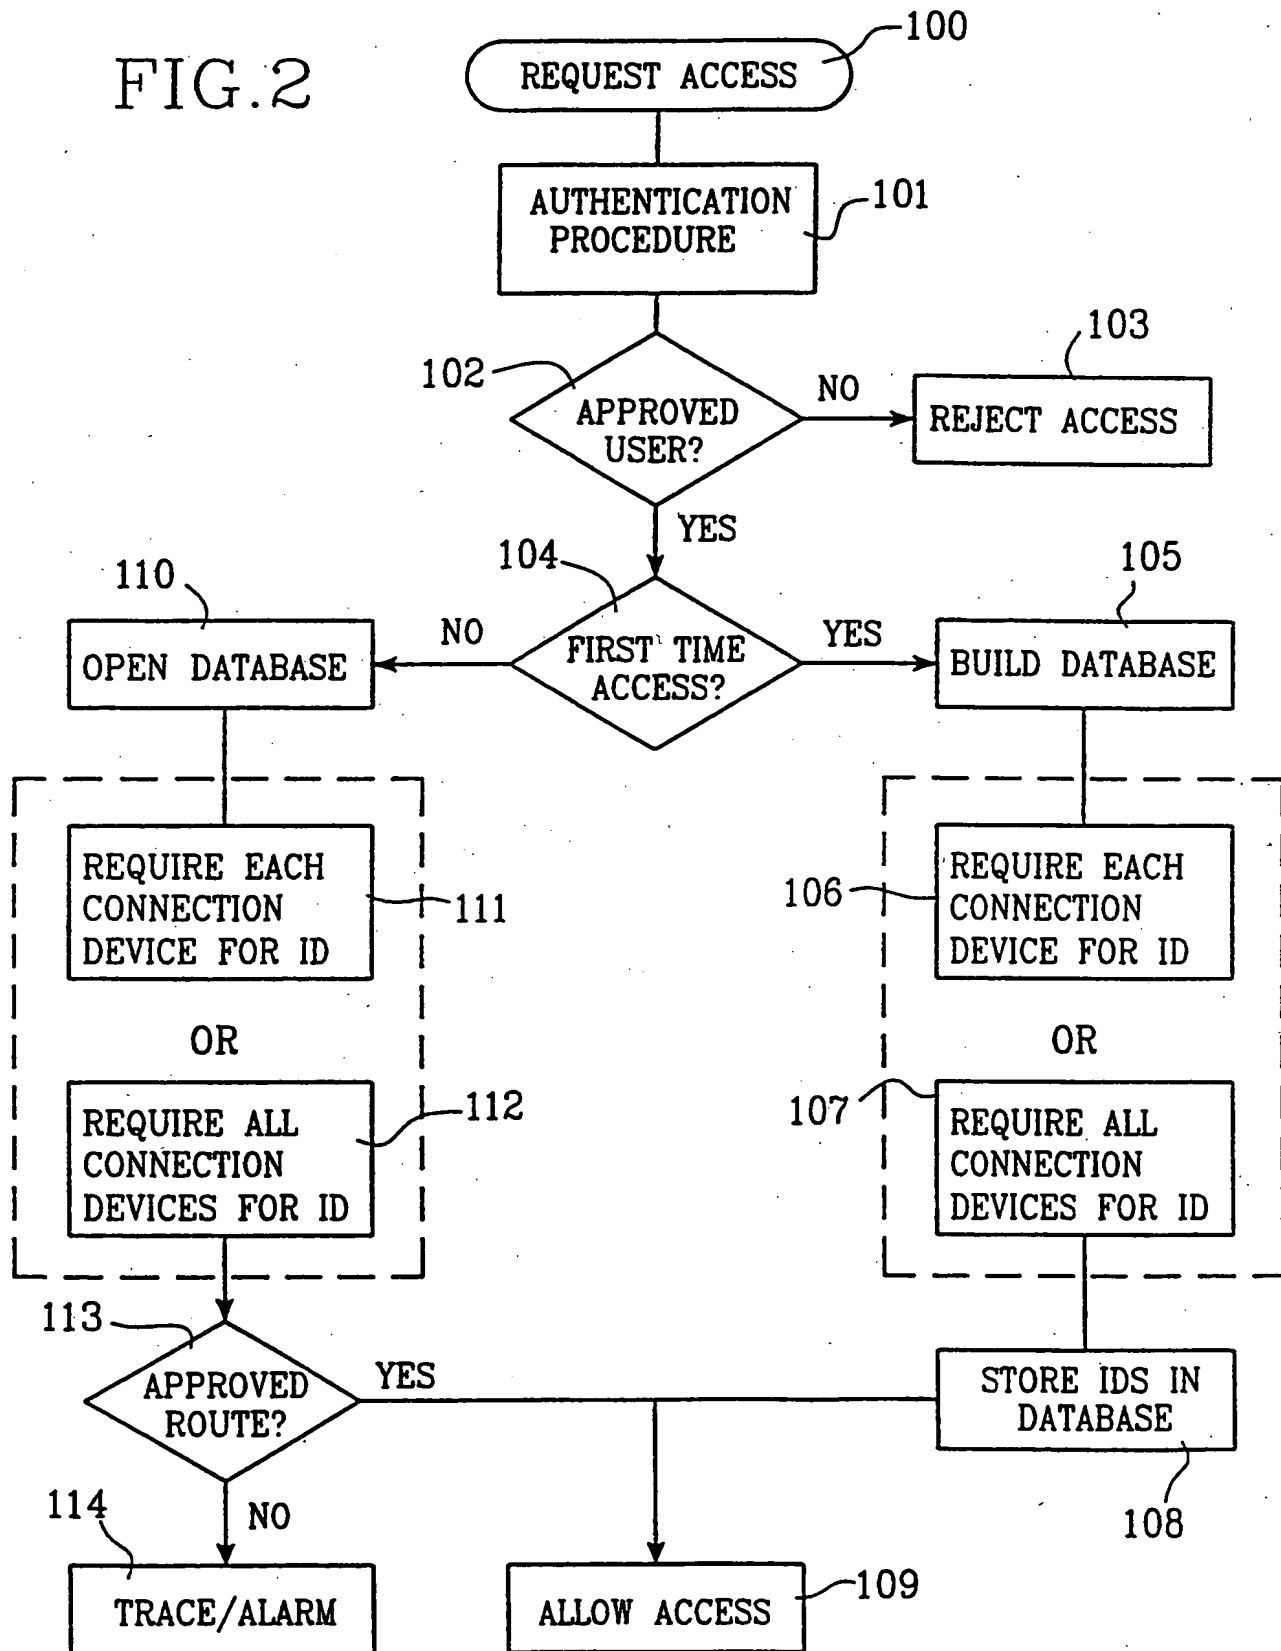 FIG.2
REQUEST ACCESS
100
AUTHENTICATION
PROCEDURE
101
102
APPROVED
USER?
NO
103
REJECT ACCESS
YES
104
FIRST TIME
ACCESS?
NO
YES
110
OPEN DATABASE
105
BUILD DATABASE
REQUIRE EACH
CONNECTION
DEVICE FOR ID
111
OR
REQUIRE ALL
CONNECTION
DEVICES FOR ID
112
106
REQUIRE EACH
CONNECTION
DEVICE FOR ID
OR
107
REQUIRE ALL
CONNECTION
DEVICES FOR ID
113
APPROVED
ROUTE?
YES
STORE IDS IN
DATABASE
108
NO
114
TRACE/ALARM
ALLOW ACCESS
109